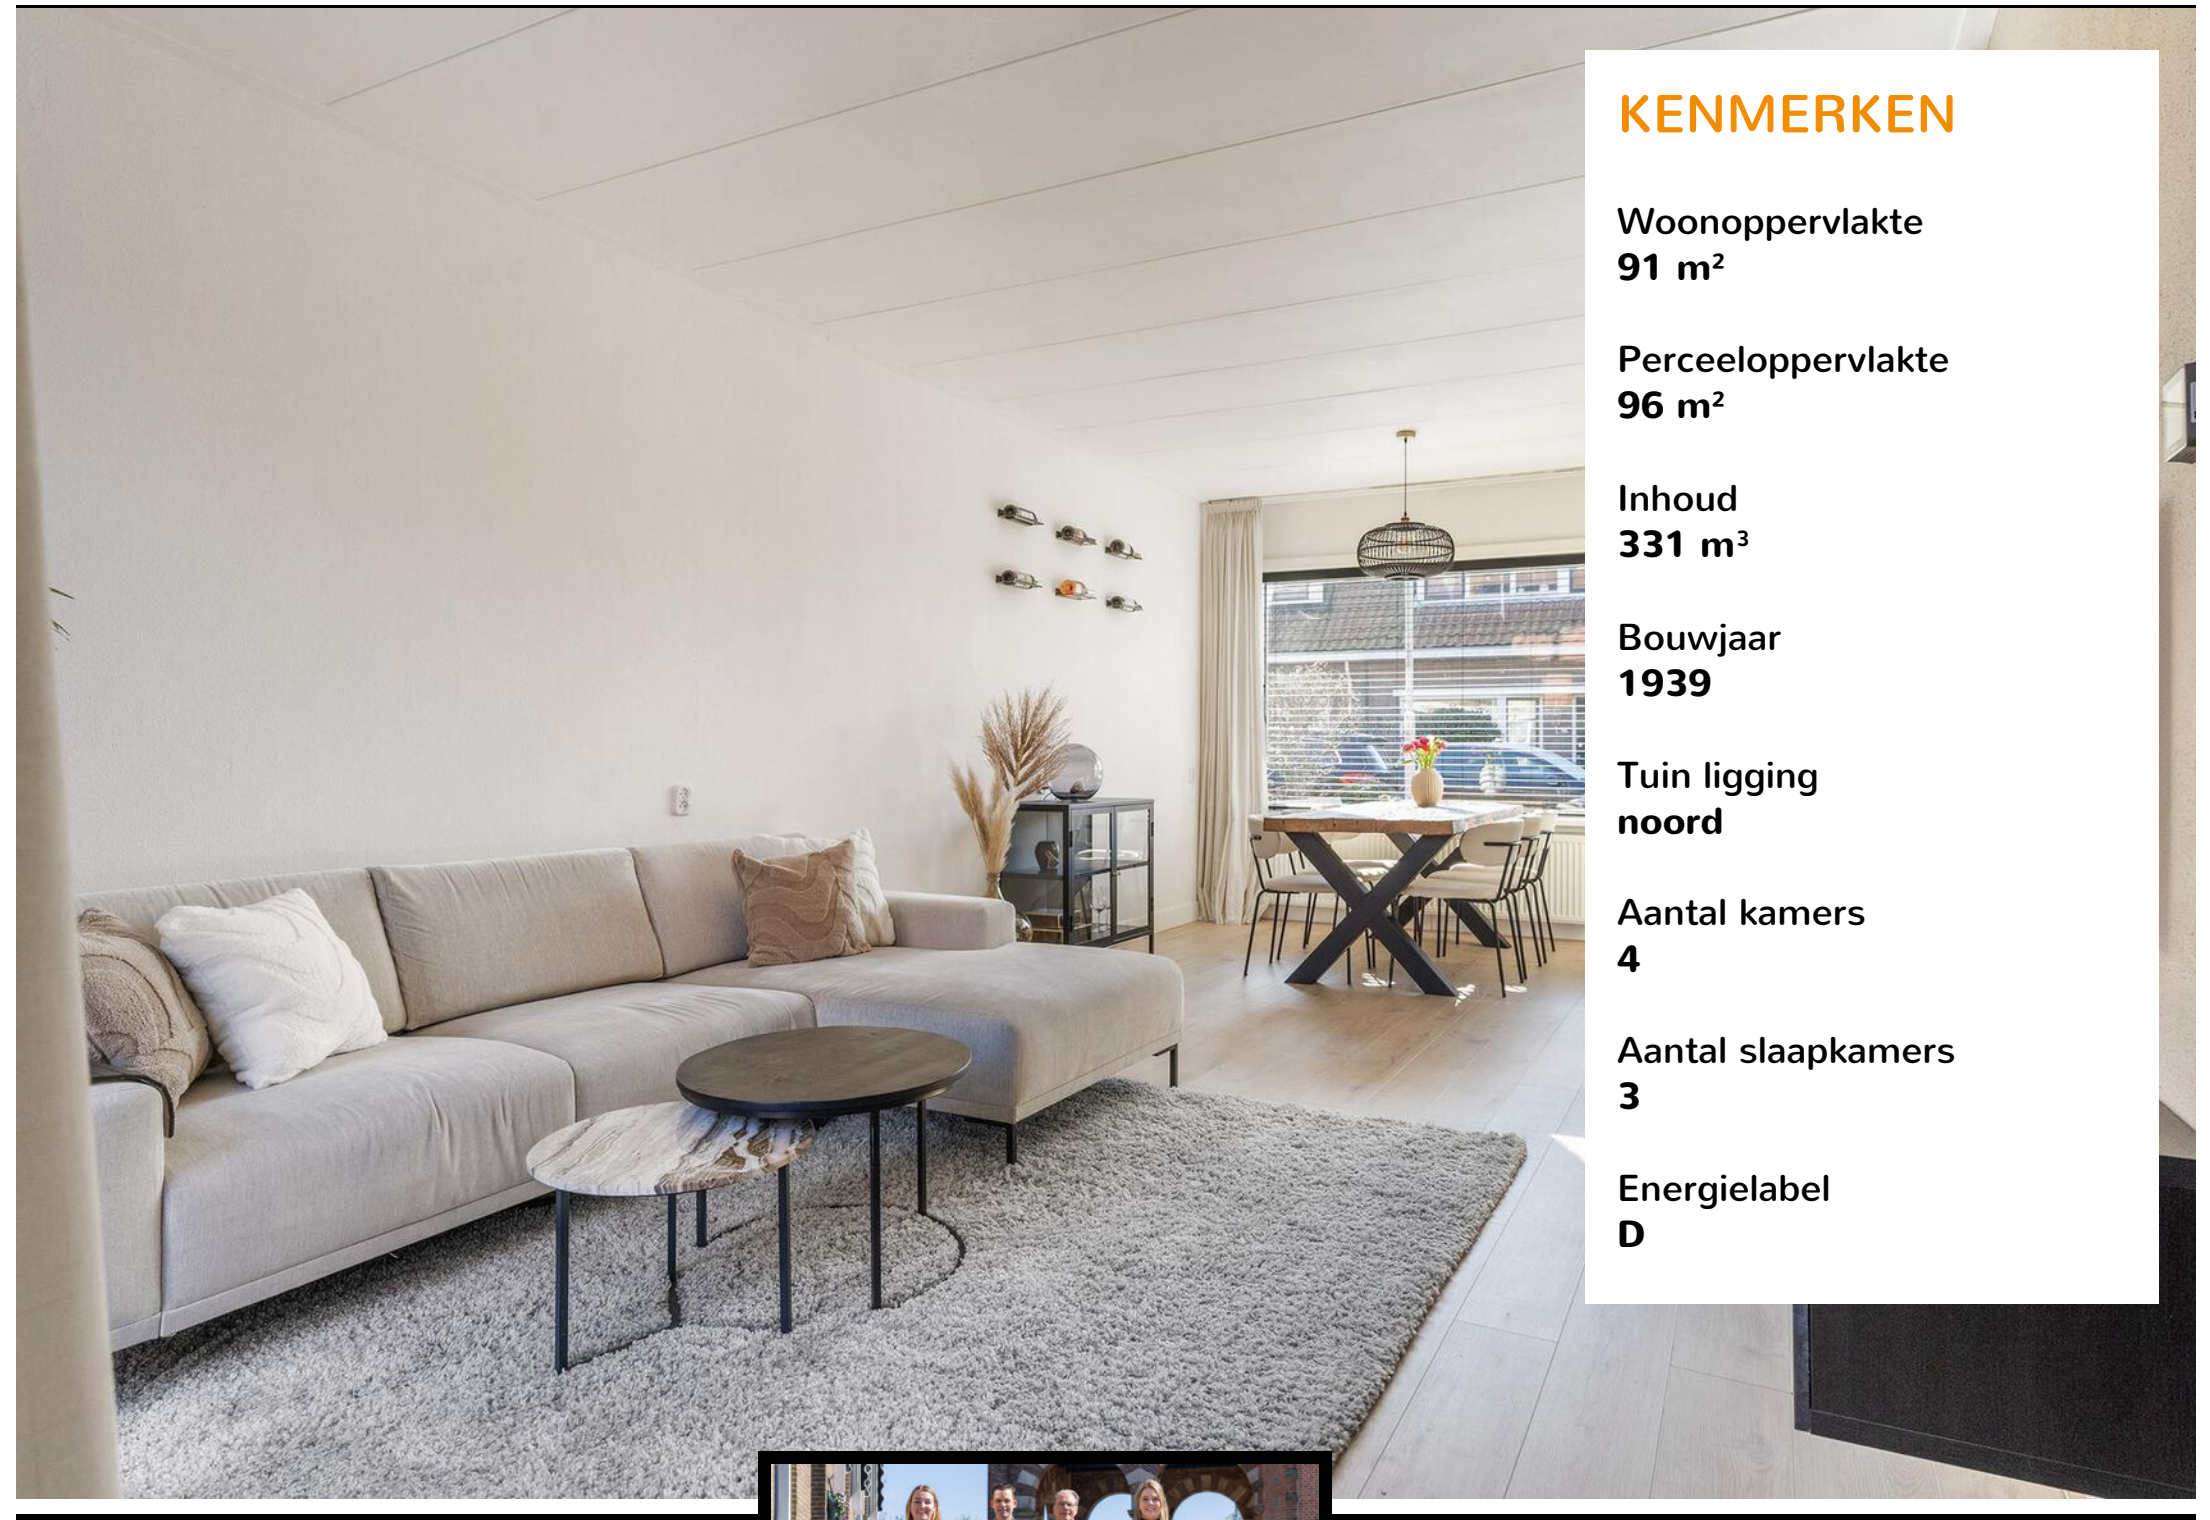 KENMERKEN
Woonoppervlakte
91 m²
Perceeloppervlakte
96 m²
Inhoud
331 m³
Bouwjaar
1939
Tuin ligging
noord
Aantal kamers
4
Aantal slaapkamers
3
Energielabel
D